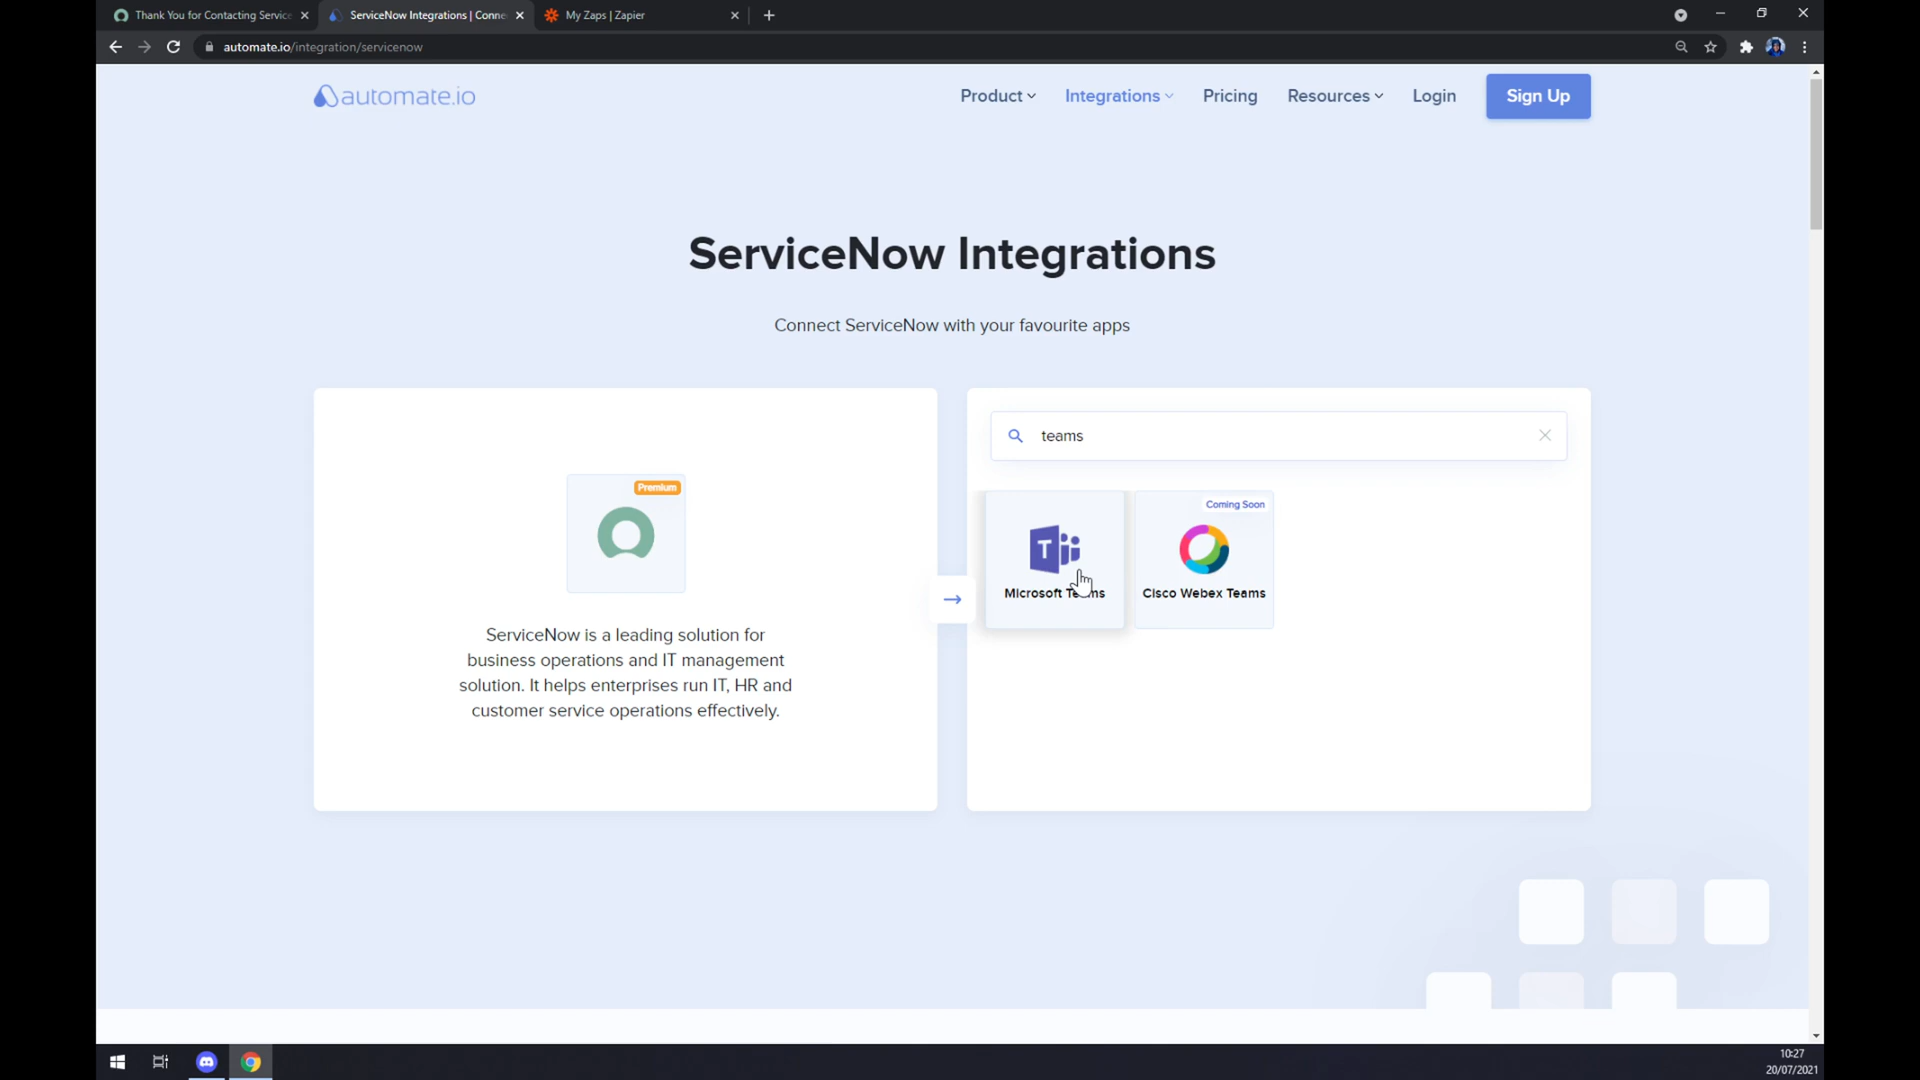 Thank You for Contacting Service
ServiceNow Integrations | Conne
My Zaps | Zapier
automate.io/integration/servicenow
automate.io
Product
Integrations
Pricing
Resources
Login
Sign Up
ServiceNow Integrations
Connect ServiceNow with your favourite apps
teams
Premium
Coming Soon
T
Microsoft Teams
Cisco Webex Teams
ServiceNow is a leading solution for
business operations and IT management
solution. It helps enterprises run IT, HR and
customer service operations effectively.
10:27
20/07/2021